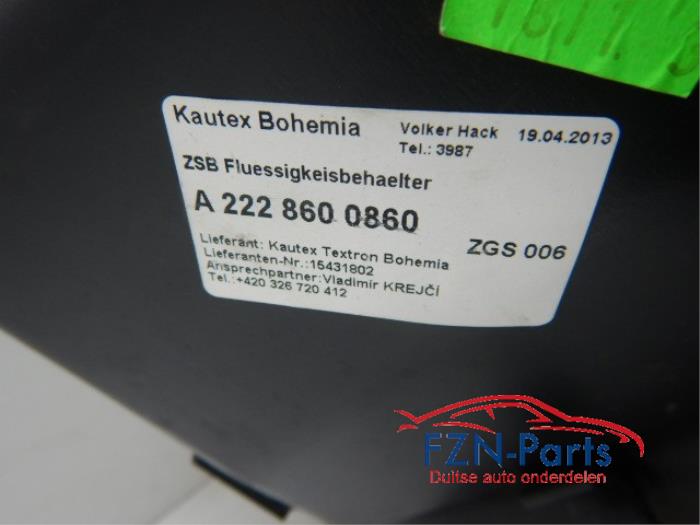 Kautex Bohemia
Volker Hack 19.04.2013
Tel.: 3987
ZSB Fluessigkeisbehaelter
A 222 860 0860
ZGS 006
Lieferant: Kautex Textron Bohemia
Lieferanten-Nr.:15431802
Ansprechpartner:Vladimír KREJČÍ
Tel.:+420 326 720 412
FZN-Parts
Duitse auto onderdelen